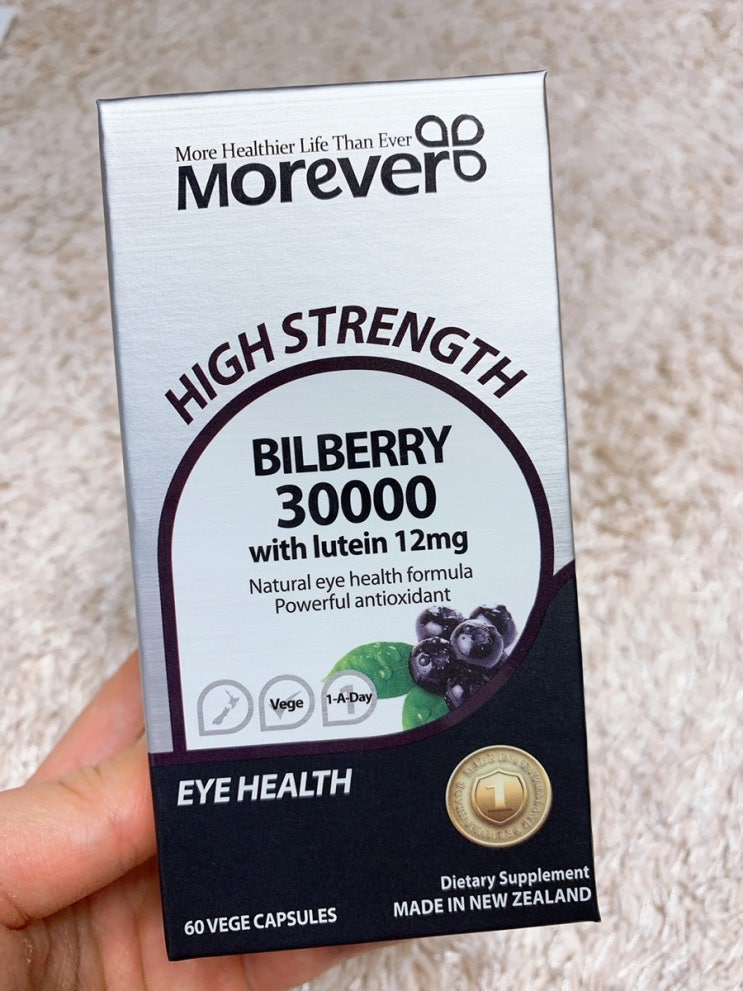 More Healthier Life Than Ever
Morever
HIGH STRENGTH
BILBERRY
30000
with lutein 12mg
Natural eye health formula
Powerful antioxidant
Vege
1-A-Day
EYE HEALTH
1
Dietary Supplement
60 VEGE CAPSULES
MADE IN NEW ZEALAND